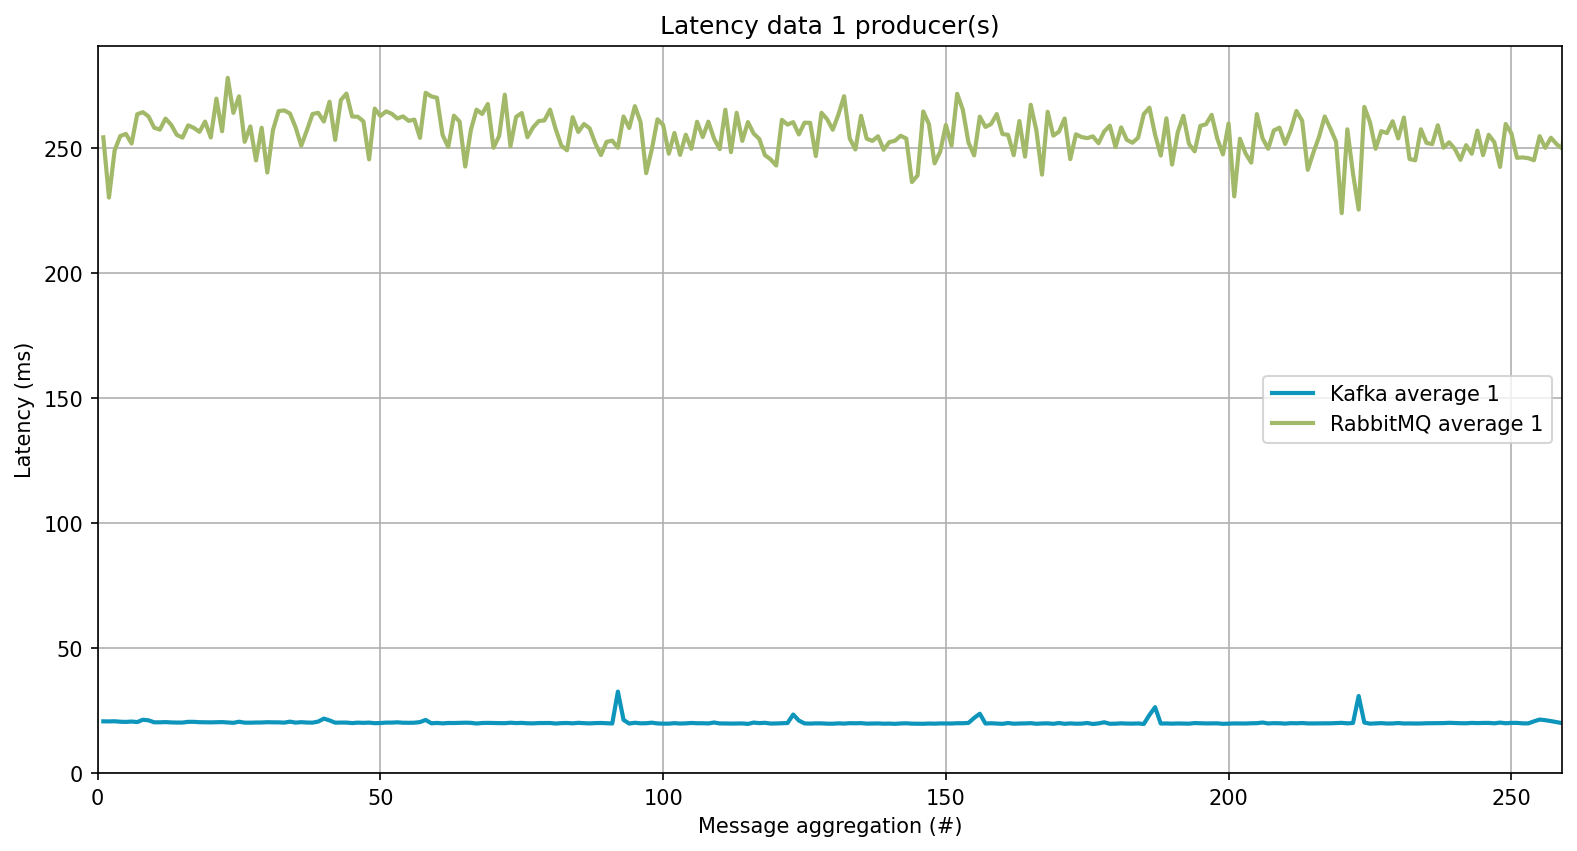 Latency data 1 producer(s)
Latency (ms)
250
200
150
100
50
0
Kafka average 1
RabbitMQ average 1
0 50 100 150 200 250
Message aggregation (#)